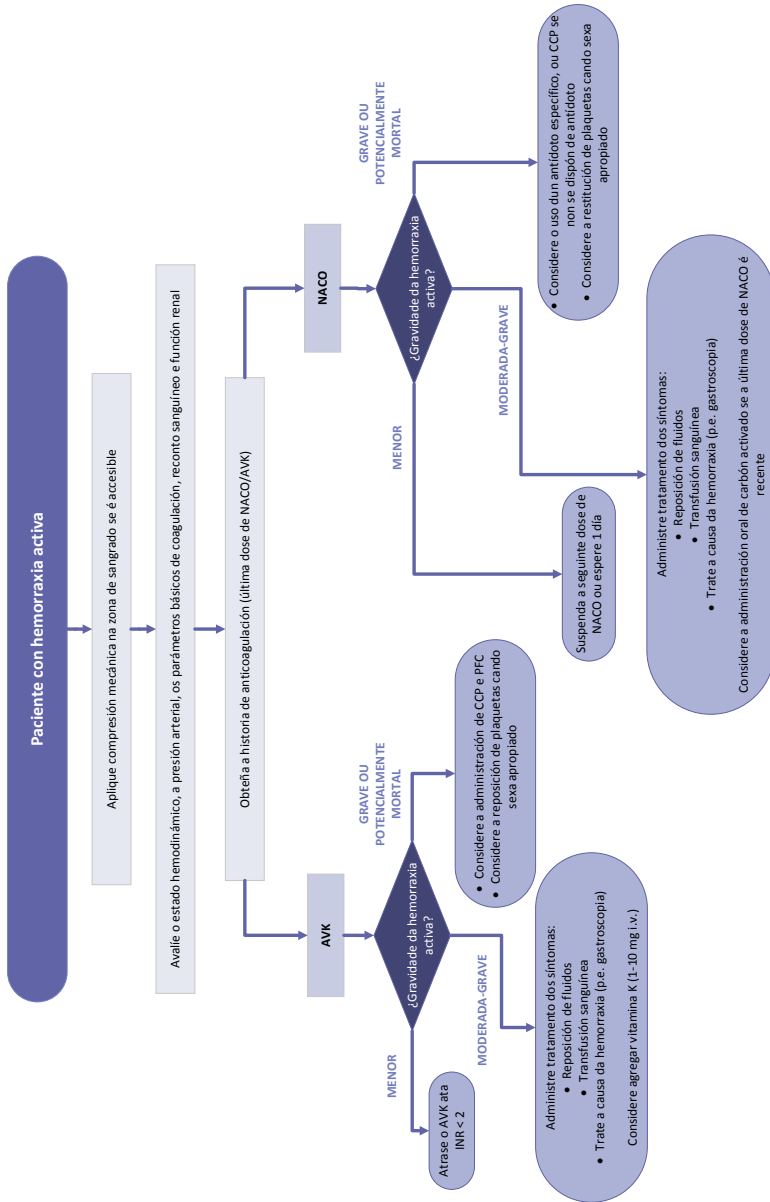 Paciente con hemorraxia activa
Aplique compresión mecánica na zona de sangrado se é accesible
Avalíe o estado hemodinámico, a presión arterial, os parámetros básicos de coagulación, reconto sanguíneo e función renal
Obteña a historia de anticoagulación (última dose de NACO/AVK)
AVK
¿Gravidade da hemorraxia
activa?
MENOR
Atrase o AVK ata
INR < 2
MODERADA-GRAVE
Administre tratamento dos síntomas:
• Reposición de fluidos
• Transfusión sanguínea
• Trate a causa da hemorraxia (p.e. gastroscopia)
Considere agregar vitamina K (1-10 mg i.v.)
GRAVE OU
POTENCIALMENTE
MORTAL
• Considere a administración de CCP e PFC
• Considere a reposición de plaquetas cando
sexa apropiado
NACO
¿Gravidade da hemorraxia
activa?
MENOR
Suspenda a seguinte dose de
NACO ou espere 1 día
MODERADA-GRAVE
Administre tratamento dos síntomas:
• Reposición de fluidos
• Transfusión sanguínea
• Trate a causa da hemorraxia (p.e. gastroscopia)
Considere a administración oral de carbón activado se a última dose de NACO é
recente
GRAVE OU
POTENCIALMENTE
MORTAL
• Considere o uso dun antídoto específico, ou CCP se
non se dispón de antídoto
• Considere a restitución de plaquetas cando sexa
apropiado